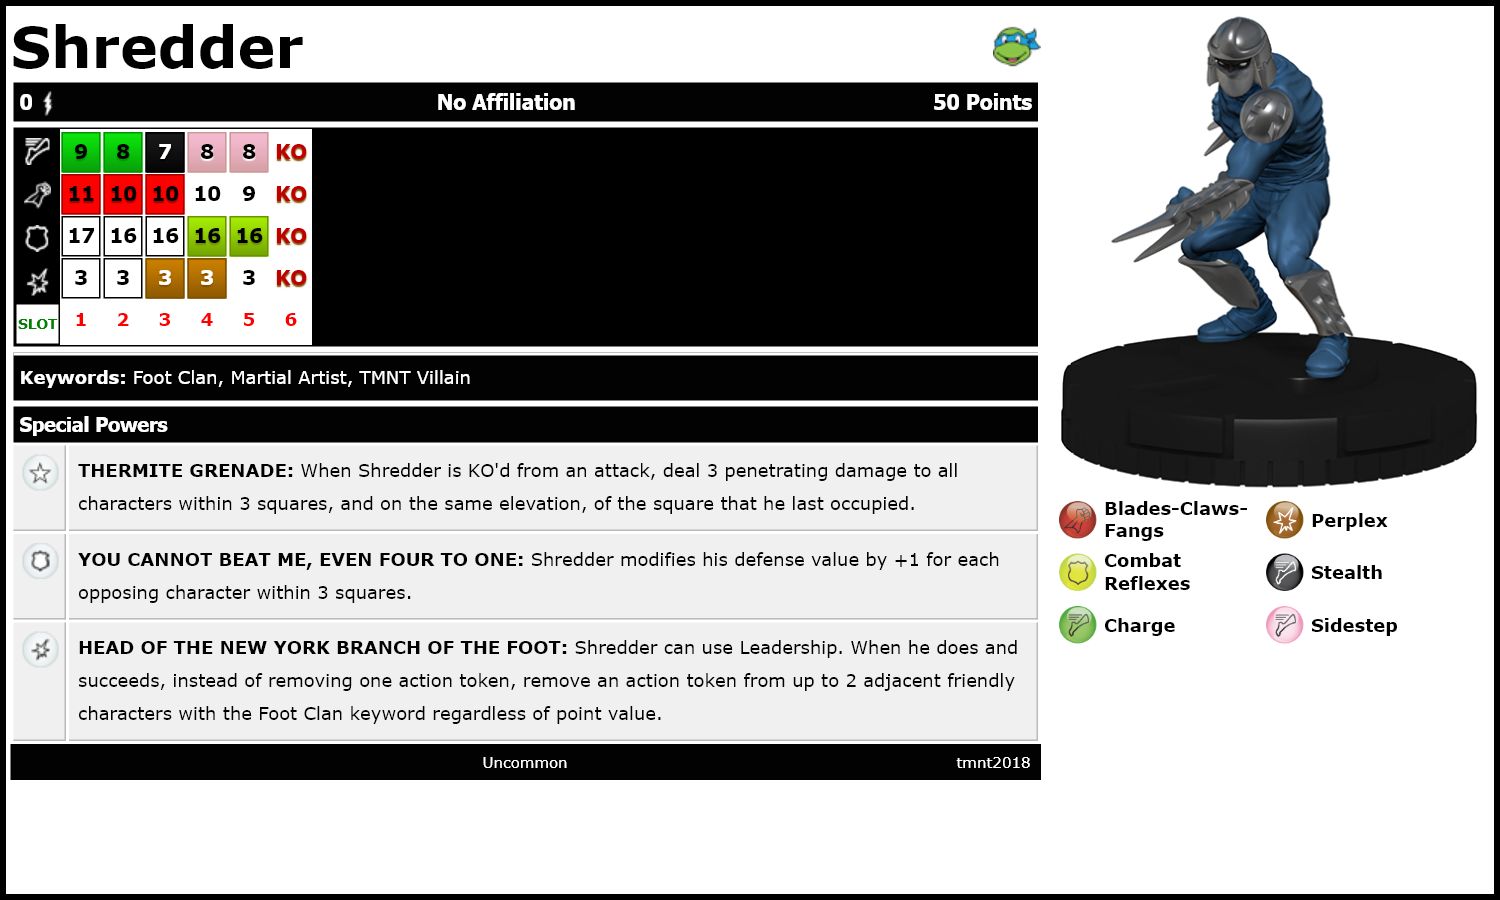 Shredder
0 No Affiliation 50 Points
9 8 7 8 8 KO
11 10 10 10 9 KO
17 16 16 16 16 KO
3 3 3 3 3 KO
SLOT 1 2 3 4 5 6
Keywords: Foot Clan, Martial Artist, TMNT Villain
Special Powers
THERMITE GRENADE: When Shredder is KO'd from an attack, deal 3 penetrating damage to all
characters within 3 squares, and on the same elevation, of the square that he last occupied.
YOU CANNOT BEAT ME, EVEN FOUR TO ONE: Shredder modifies his defense value by +1 for each
opposing character within 3 squares.
HEAD OF THE NEW YORK BRANCH OF THE FOOT: Shredder can use Leadership. When he does and
succeeds, instead of removing one action token, remove an action token from up to 2 adjacent friendly
characters with the Foot Clan keyword regardless of point value.
Uncommon tmnt2018
Blades-Claws-
Fangs
Perplex
Combat
Reflexes
Stealth
Charge
Sidestep